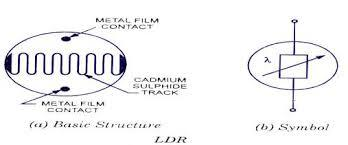 METAL FILM
CONTACT
CADMIUM
SULPHIDE
TRACK
METAL FILM
CONTACT
(a) Basic Structure
LDR
λ
(b) Symbol